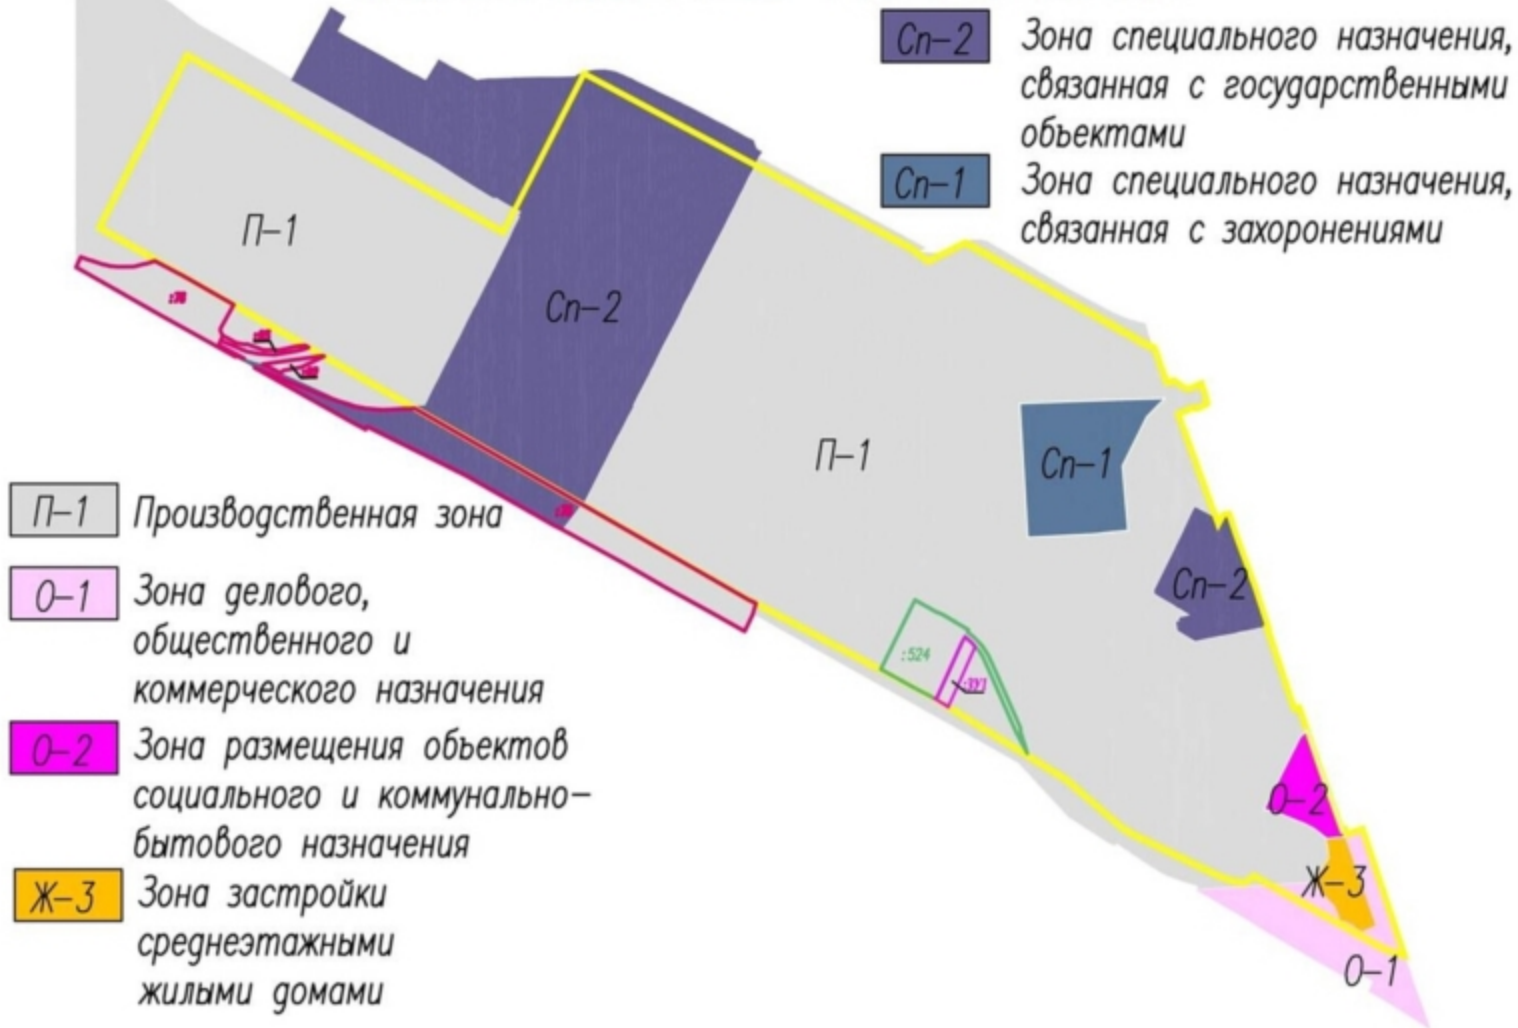 Сп-2
Зона специального назначения,
связанная с государственными
объектами
Сп-1
Зона специального назначения,
связанная с захоронениями
П-1
Сп-2
П-1
Сп-1
Сп-2
:524
:ЗУ1
О-2
Ж-3
О-1
П-1
Производственная зона
О-1
Зона делового,
общественного и
коммерческого назначения
О-2
Зона размещения объектов
социального и коммунально-
бытового назначения
Ж-3
Зона застройки
среднеэтажными
жилыми домами